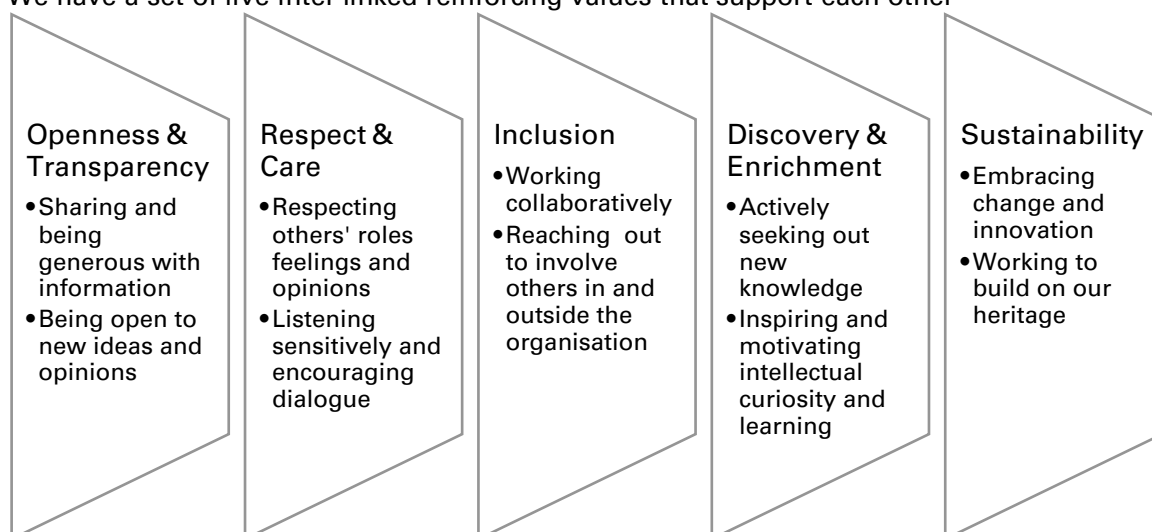 We have a set of five inter-linked reinforcing values that support each other
Openness &
Transparency
•Sharing and
being
generous with
information
•Being open to
new ideas and
opinions
Respect &
Care
•Respecting
others' roles
feelings and
opinions
•Listening
sensitively and
encouraging
dialogue
Inclusion
•Working
collaboratively
•Reaching out
to involve
others in and
outside the
organisation
Discovery &
Enrichment
•Actively
seeking out
new
knowledge
•Inspiring and
motivating
intellectual
curiosity and
learning
Sustainability
•Embracing
change and
innovation
•Working to
build on our
heritage